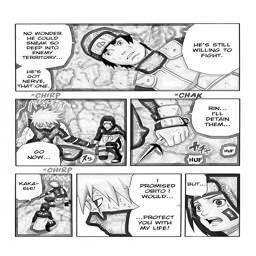 NO WONDER
HE COULD
SNEAK SO
DEEP INTO
ENEMY
TERRITORY...
HE'S
GOT
NERVE,
THAT ONE.
HE'S STILL
WILLING
TO
FIGHT.
*CHIRP
*CHAK
GO
NOW...
RIN...
I'LL
DETAIN
THEM...
HUF
HUF
*CHIRP
KAKA-
SHI!
I
PROMISED
OBITO I
WOULD...
...PROTECT
YOU WITH
MY LIFE!
BUT...